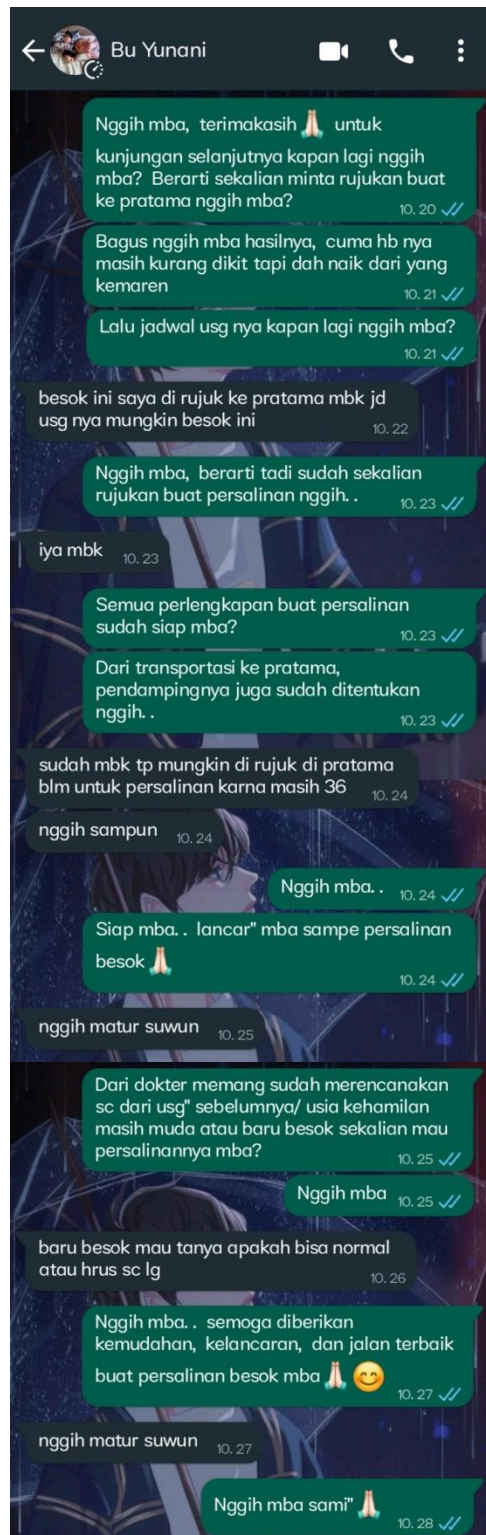 Bu Yunani
Nggih mba, terimakasih🙏🏻 untuk
kunjungan selanjutnya kapan lagi nggih
mba? Berarti sekalian minta rujukan buat
ke pratama nggih mba?
10.20
Bagus nggih mba hasilnya, cuma hb nya
masih kurang dikit tapi dah naik dari yang
kemaren
10.21
Lalu jadwal usg nya kapan lagi nggih mba?
10.21
besok ini saya di rujuk ke pratama mbk jd
usg nya mungkin besok ini
10.22
Nggih mba, berarti tadi sudah sekalian
rujukan buat persalinan nggih. .
10.23
iya mbk 10.23
Semua perlengkapan buat persalinan
sudah siap mba?
10.23
Dari transportasi ke pratama,
pendampingnya juga sudah ditentukan
nggih. .
10.23
sudah mbk tp mungkin di rujuk di pratama
blm untuk persalinan karna masih 36
10.24
nggih sampun 10.24
Nggih mba. . 10.24
Siap mba. . lancar" mba sampe persalinan
besok🙏🏻
10.24
nggih matur suwun 10.25
Dari dokter memang sudah merencanakan
sc dari usg" sebelumnya/ usia kehamilan
masih muda atau baru besok sekalian mau
persalinannya mba?
10.25
Nggih mba 10.25
baru besok mau tanya apakah bisa normal
atau hrus sc lg
10.26
Nggih mba. . semoga diberikan
kemudahan, kelancaran, dan jalan terbaik
buat persalinan besok mba🙏🏻😊
10.27
nggih matur suwun 10.27
Nggih mba sami"🙏🏻 10.28